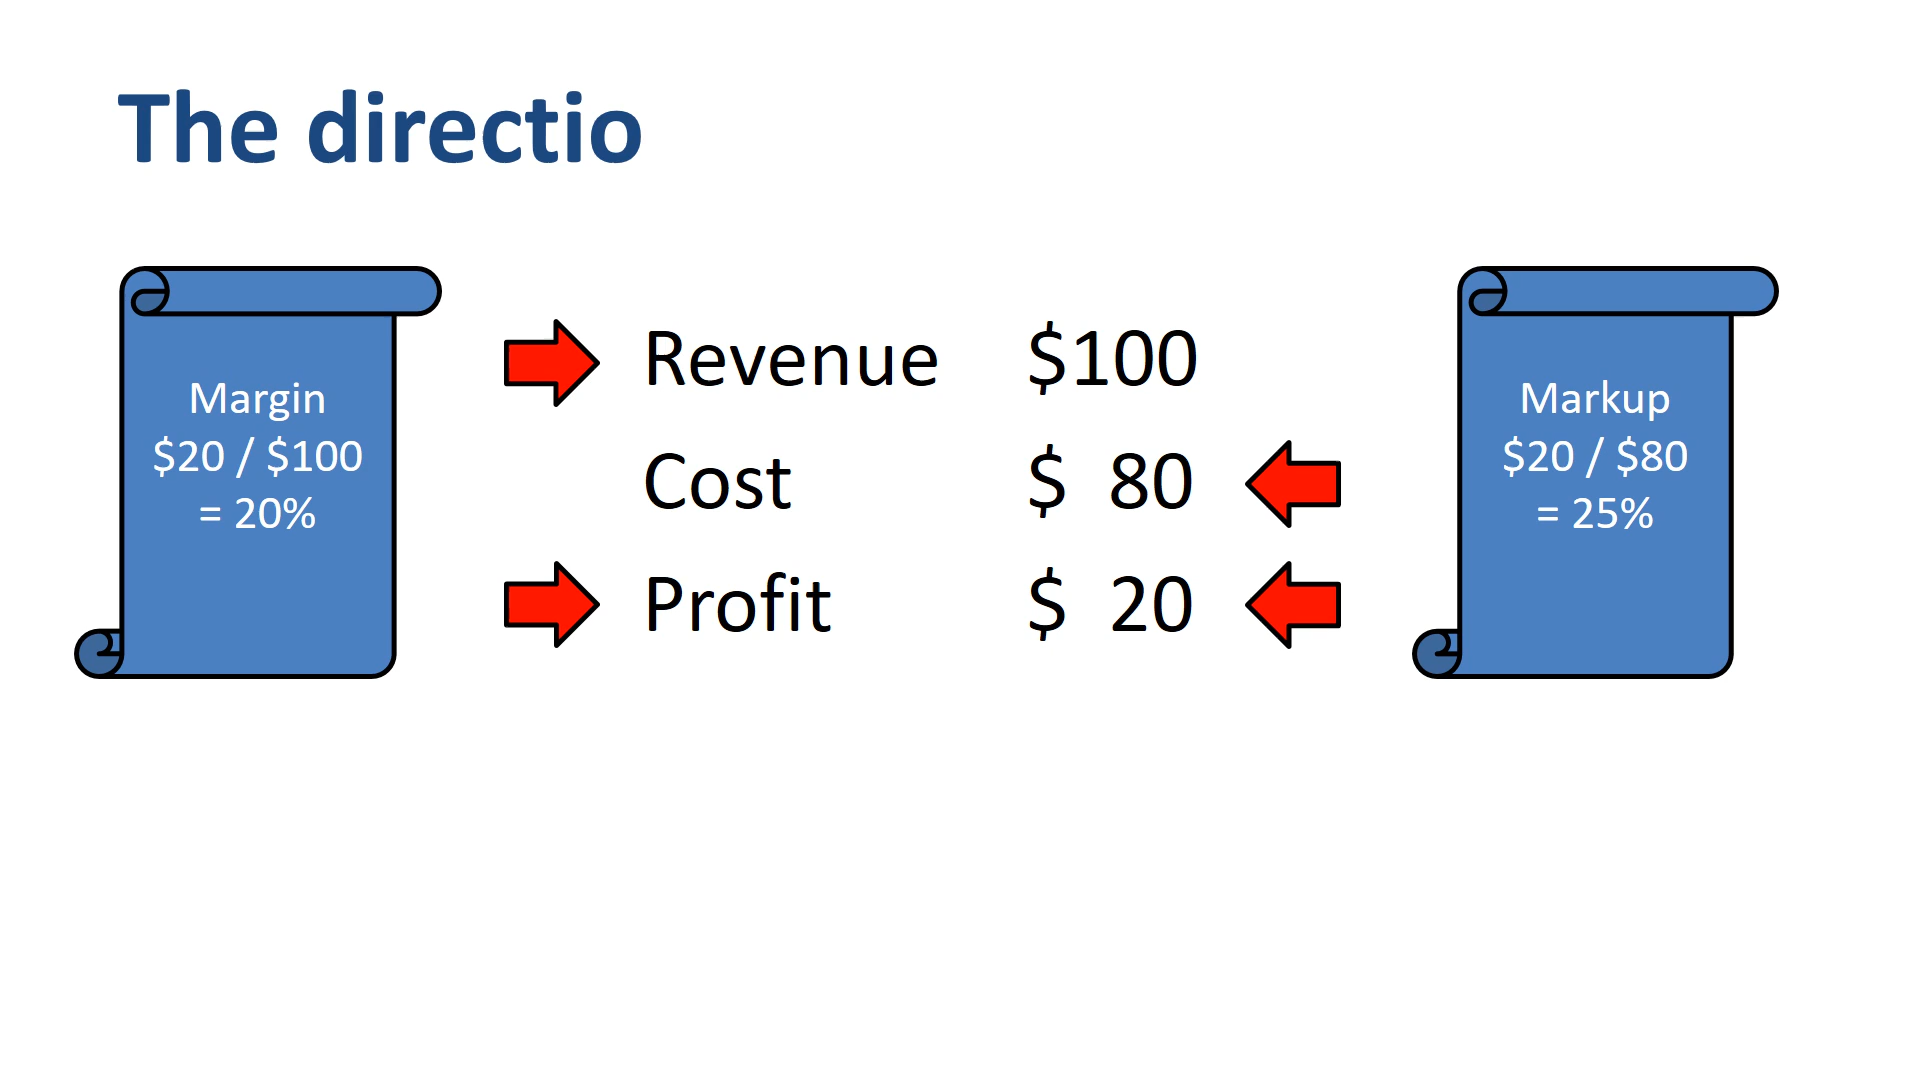 The directio
Margin
$20 / $100
= 20%
Revenue $100
Cost $ 80
Profit $ 20
Markup
$20 / $80
= 25%